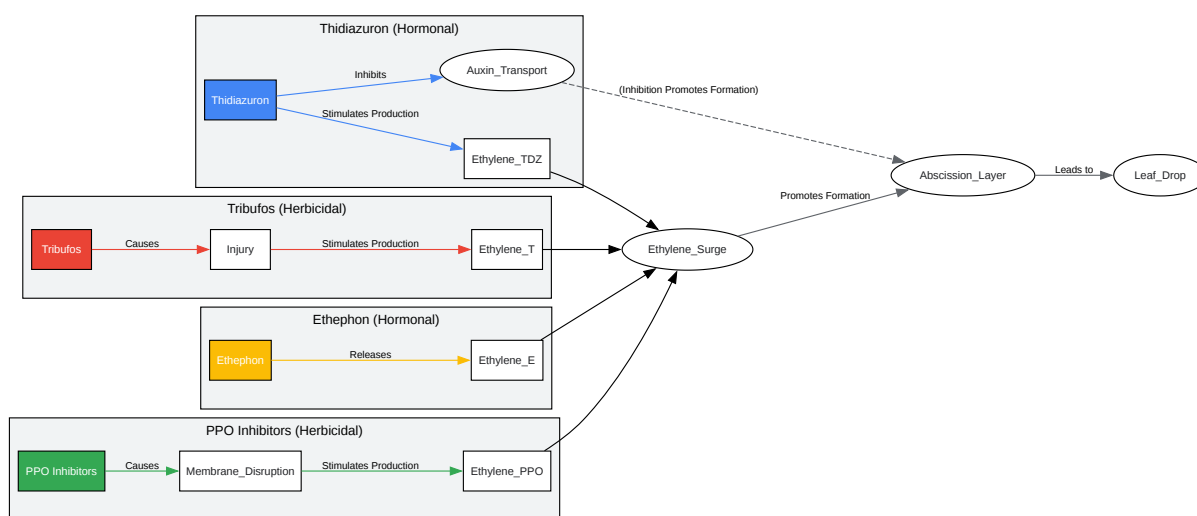 Thidiazuron (Hormonal)
Thidiazuron
Inhibits
Auxin_Transport
Stimulates Production
Ethylene_TDZ
(Inhibition Promotes Formation)
Abscission_Layer
Leads to
Leaf_Drop
Tribufos (Herbicidal)
Tribufos
Causes
Injury
Stimulates Production
Ethylene_T
Ethylene_Surge
Promotes Formation
Ethephon (Hormonal)
Ethephon
Releases
Ethylene_E
PPO Inhibitors (Herbicidal)
PPO Inhibitors
Causes
Membrane_Disruption
Stimulates Production
Ethylene_PPO